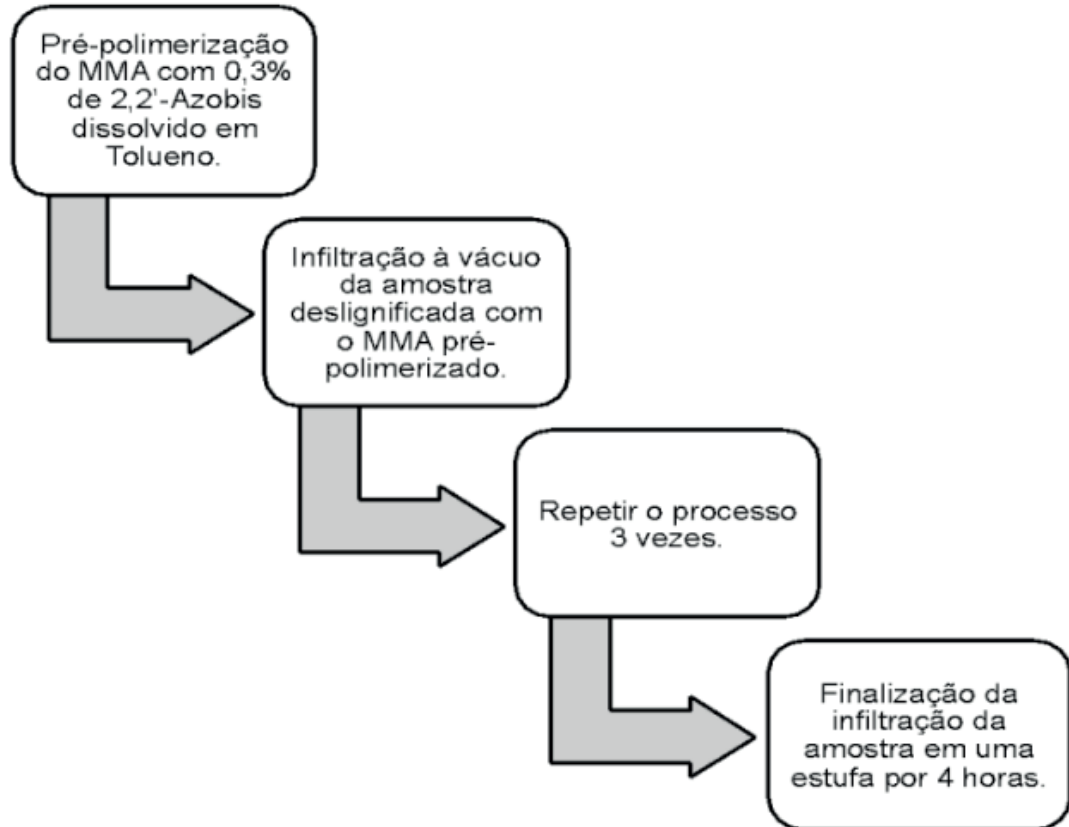 Pré-polimerização
do MMA com 0,3%
de 2,2'-Azobis
dissolvido em
Tolueno.
Infiltração à vácuo
da amostra
deslignificada com
o MMA pré-
polimerizado.
Repetir o processo
3 vezes.
Finalização da
infiltração da
amostra em uma
estufa por 4 horas.